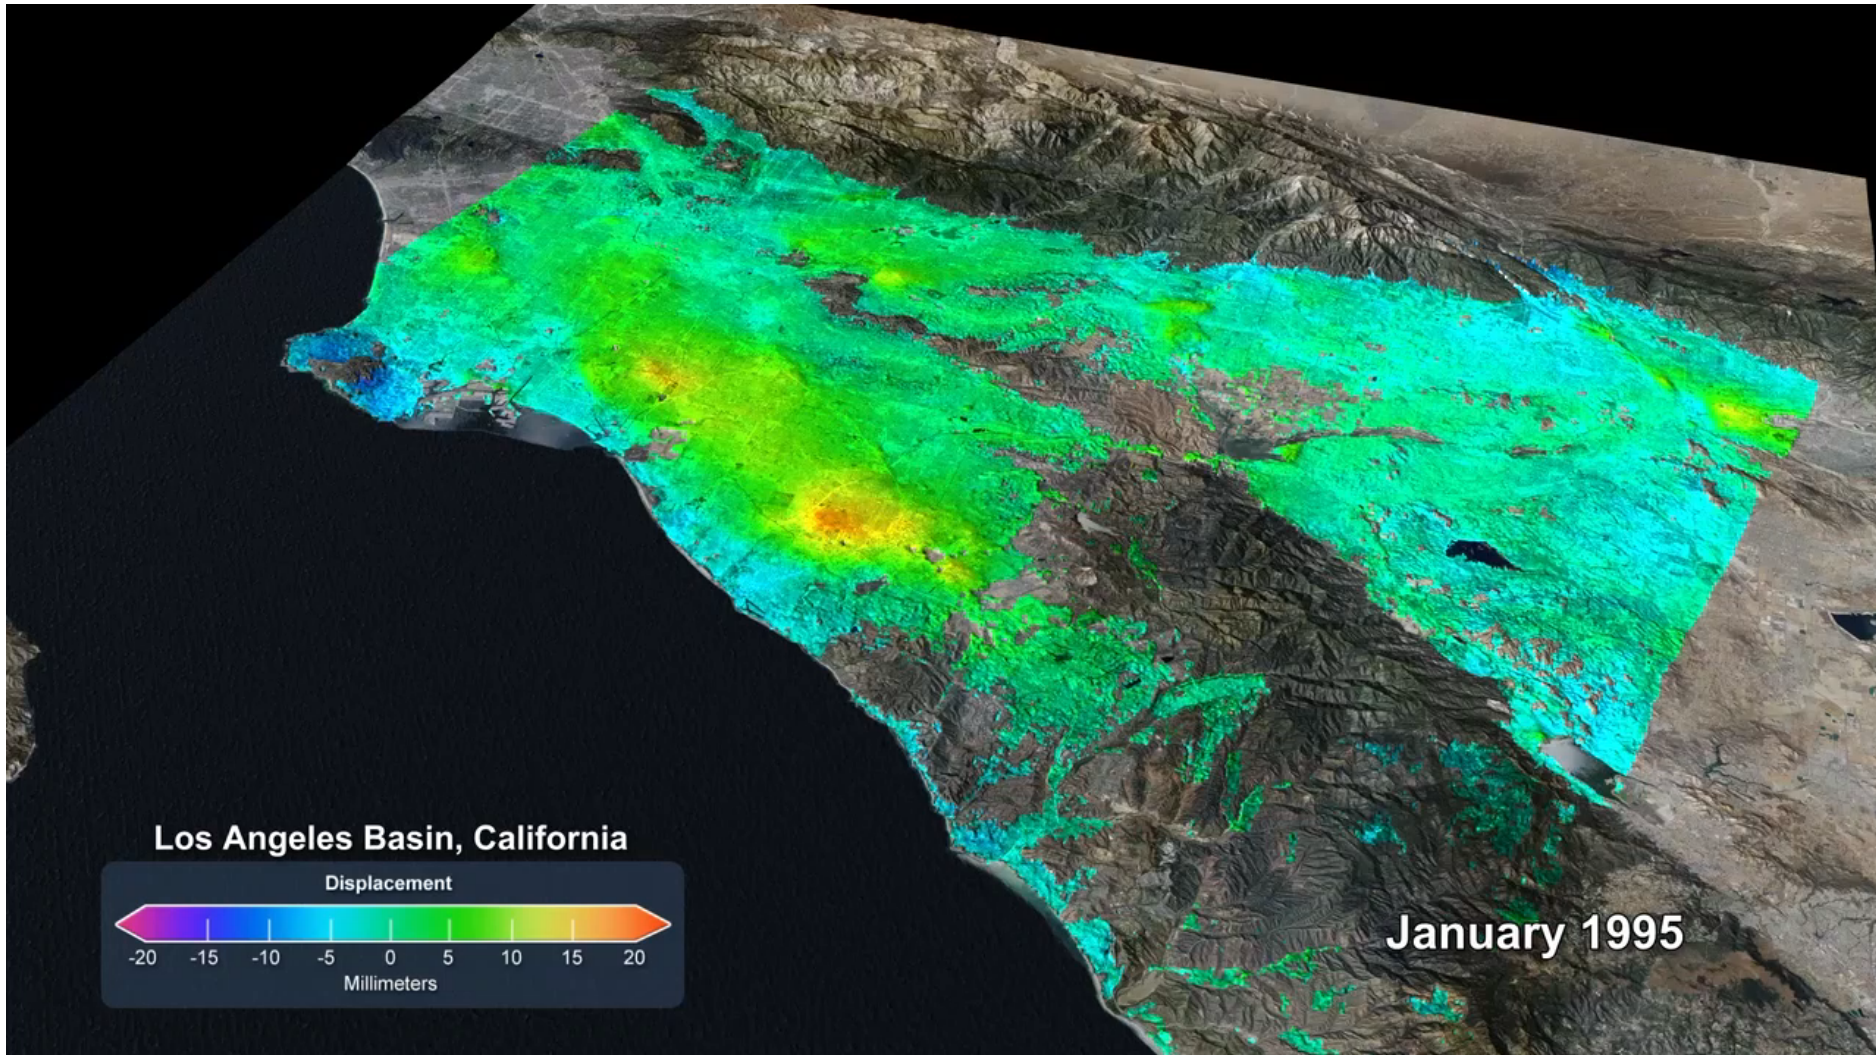 Los Angeles Basin, California
Displacement
-20 -15 -10 -5 0 5 10 15 20
Millimeters
January 1995